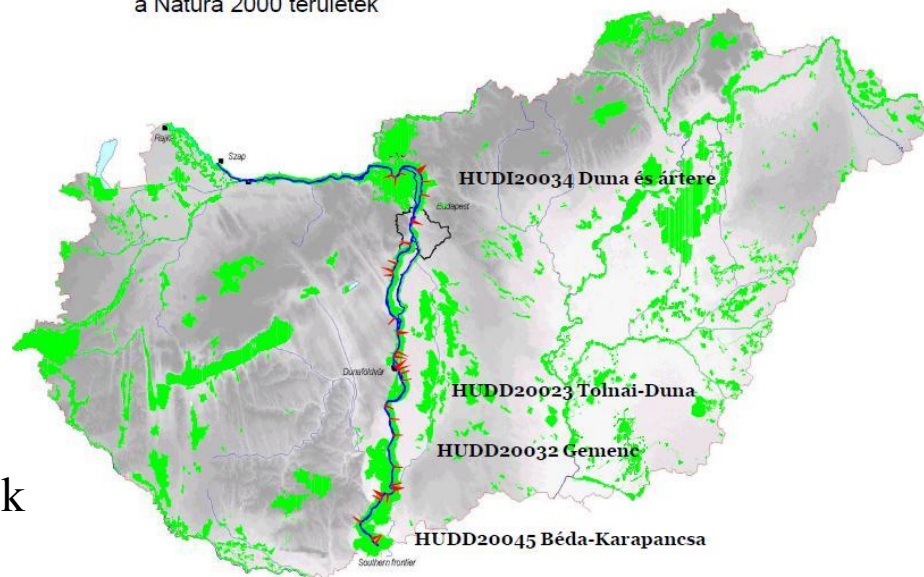 a Natura 2000 területek
Rajka
Szap
HUDI20034 Duna és ártere
Budapest
Dunaföldvár
HUDD20023 Tolnai-Duna
HUDD20032 Gemenc
k
HUDD20045 Béda-Karapancsa
Southern frontier